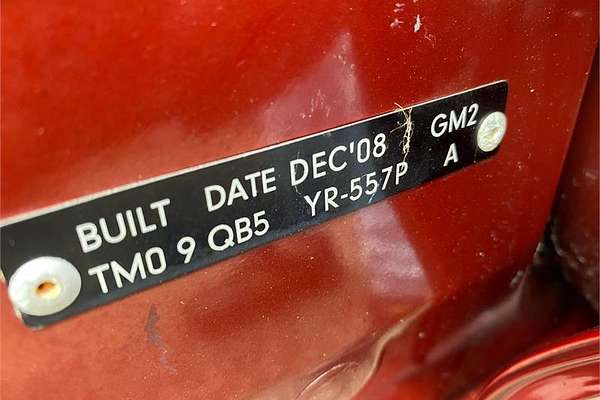 BUILT DATE DEC'08 GM2
TM0 9 QB5 YR-557P A